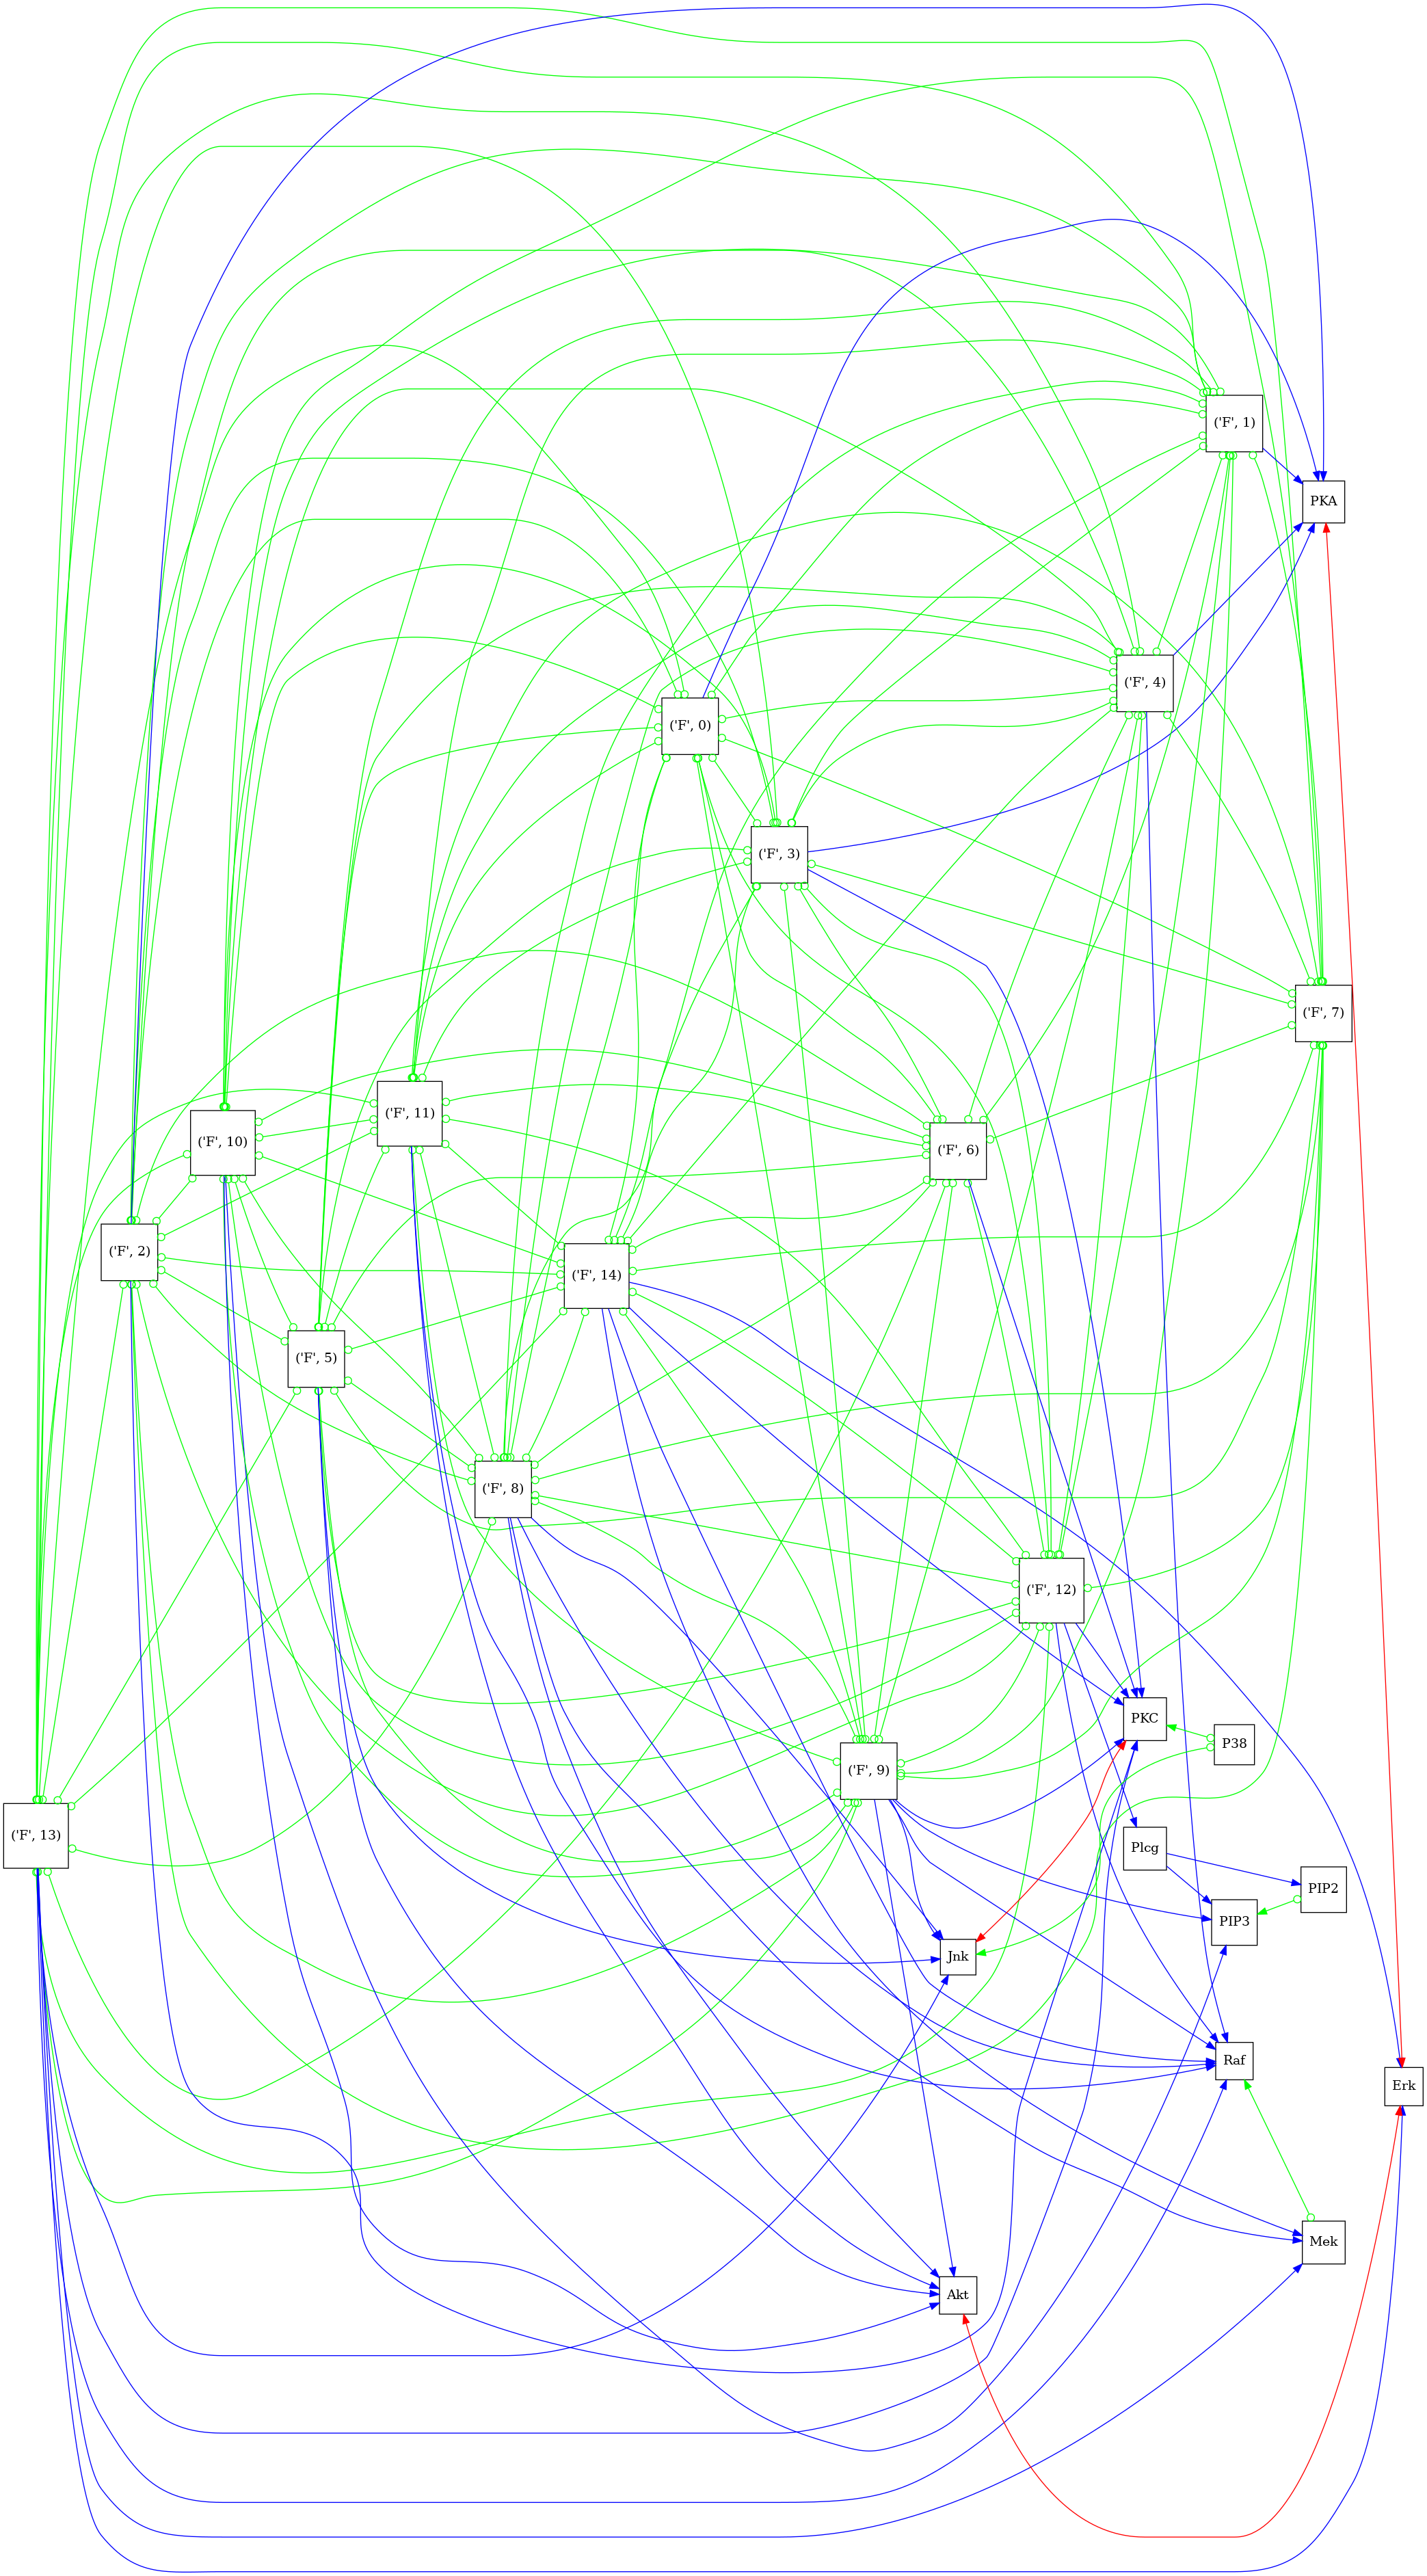 ('F', 1)
PKA
('F', 4)
('F', 0)
('F', 3)
('F', 7)
('F', 11)
('F', 10)
('F', 6)
('F', 2)
('F', 14)
('F', 5)
('F', 8)
('F', 12)
PKC
P38
('F', 9)
('F', 13)
Plcg
PIP2
PIP3
Jnk
Raf
Erk
Mek
Akt